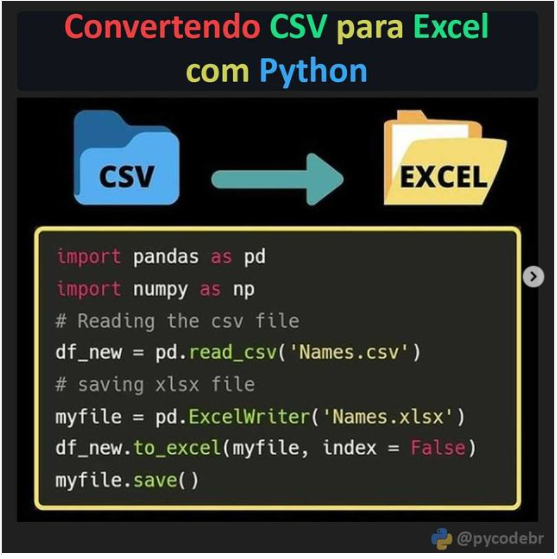 Convertendo CSV para Excel
com Python
CSV
EXCEL
import pandas as pd
import numpy as np
# Reading the csv file
df_new = pd.read_csv('Names.csv')
# saving xlsx file
myfile = pd.ExcelWriter('Names.xlsx')
df_new.to_excel(myfile, index = False)
myfile.save()
@pycodebr